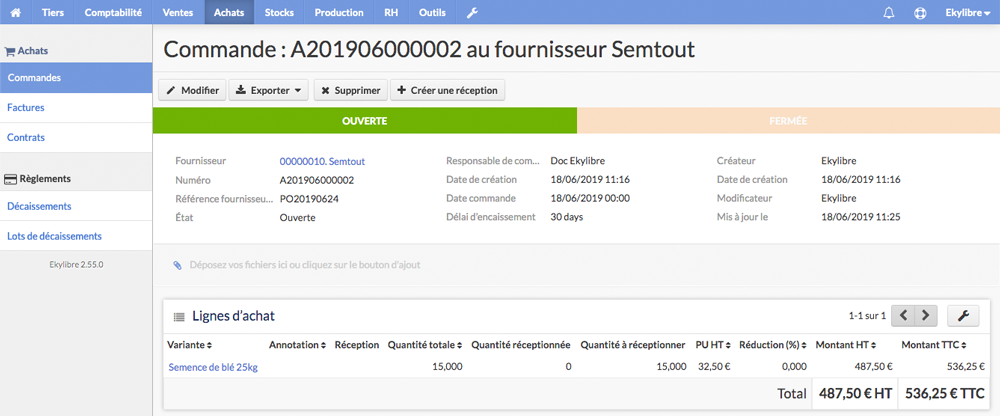 Tiers Comptabilité Ventes Achats Stocks Production RH Outils Ekylibre
Achats
Commandes
Factures
Contrats
Règlements
Décaissements
Lots de décaissements
Ekylibre 2.55.0
Commande : A201906000002 au fournisseur Semtout
Modifier Exporter Supprimer Créer une réception
OUVERTE FERMÉE
Fournisseur 00000010. Semtout Responsable de com... Doc Ekylibre Créateur Ekylibre
Numéro A201906000002 Date de création 18/06/2019 11:16 Date de création 18/06/2019 11:16
Référence fournisseu... PO20190624 Date commande 18/06/2019 00:00 Modificateur Ekylibre
État Ouverte Délai d'encaissement 30 days Mis à jour le 18/06/2019 11:25
Déposez vos fichiers ici ou cliquez sur le bouton d'ajout
Lignes d'achat 1-1 sur 1
Variante Annotation Réception Quantité totale Quantité réceptionnée Quantité à réceptionner PU HT Réduction (%) Montant HT Montant TTC
Semence de blé 25kg 15,000 0 15,000 32,50 € 0,000 487,50 € 536,25 €
Total 487,50 € HT 536,25 € TTC